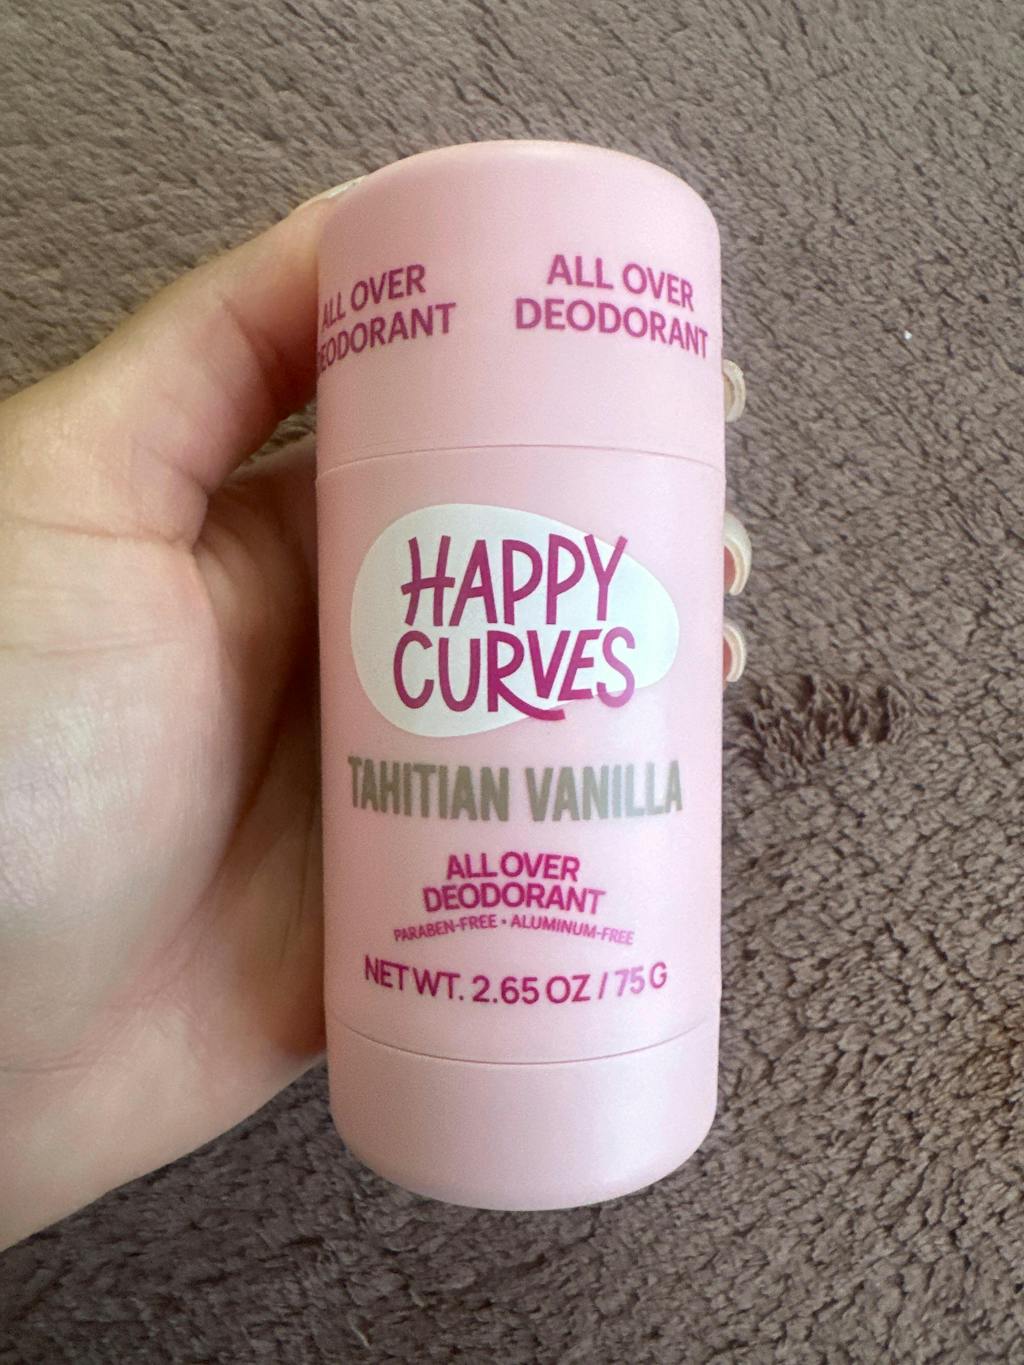 ALL OVER
DEODORANT
ALL OVER
DEODORANT
HAPPY
CURVES
TAHITIAN VANILLA
ALL OVER
DEODORANT
PARABEN-FREE • ALUMINUM-FREE
NET WT. 2.65 OZ / 75 G